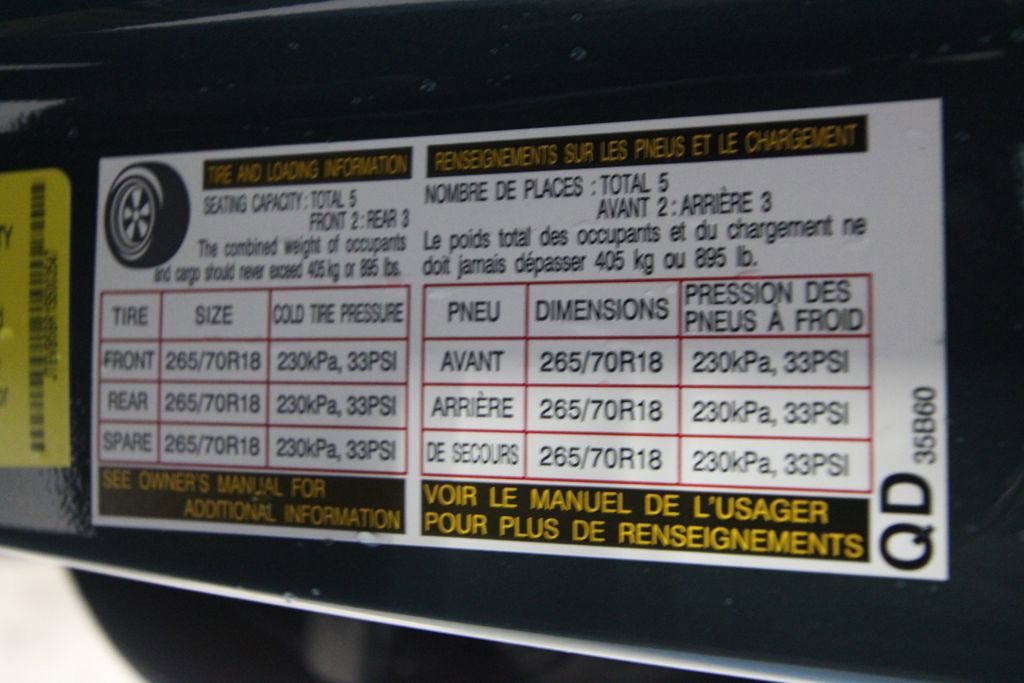 TIRE AND LOADING INFORMATION
SEATING CAPACITY : TOTAL 5
FRONT 2 : REAR 3
The combined weight of occupants
and cargo should never exceed 405 kg or 895 lbs.
TIRE SIZE COLD TIRE PRESSURE
FRONT 265/70R18 230kPa, 33PSI
REAR 265/70R18 230kPa, 33PSI
SPARE 265/70R18 230kPa, 33PSI
SEE OWNER'S MANUAL FOR
ADDITIONAL INFORMATION
RENSEIGNEMENTS SUR LES PNEUS ET LE CHARGEMENT
NOMBRE DE PLACES : TOTAL 5
AVANT 2 : ARRIÈRE 3
Le poids total des occupants et du chargement ne
doit jamais dépasser 405 kg ou 895 lb.
PNEU DIMENSIONS PRESSION DES
PNEUS À FROID
AVANT 265/70R18 230kPa, 33PSI
ARRIÈRE 265/70R18 230kPa, 33PSI
DE SECOURS 265/70R18 230kPa, 33PSI
VOIR LE MANUEL DE L'USAGER
POUR PLUS DE RENSEIGNEMENTS
QD 35B60